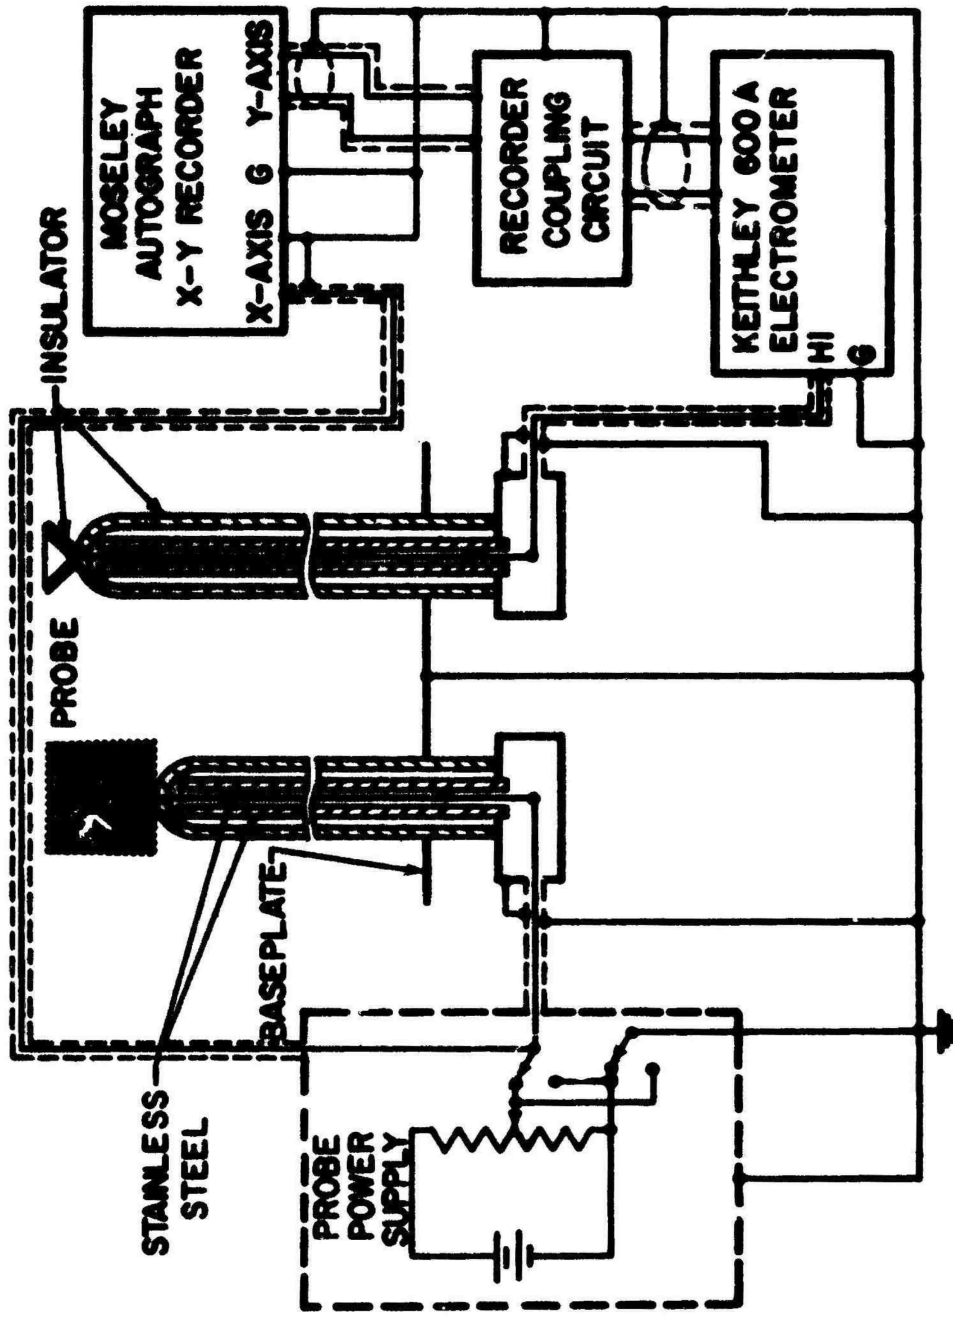 PROBE
INSULATOR
STAINLESS
STEEL
BASEPLATE
PROBE
POWER
SUPPLY
MOSELEY
AUTOGRAPH
X-Y RECORDER
X-AXIS G Y-AXIS
RECORDER
COUPLING
CIRCUIT
KEITHLEY 600A
ELECTROMETER
HI
G